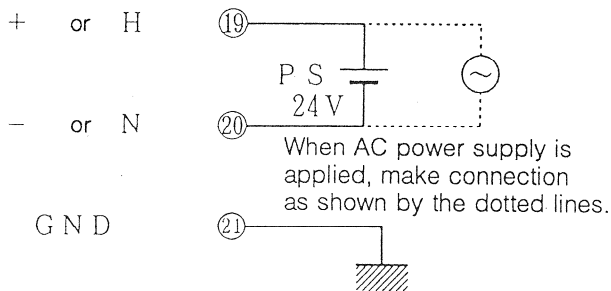 + or H ⑲
P S
24V
− or N ⑳
When AC power supply is
applied, make connection
as shown by the dotted lines.
G N D ㉑